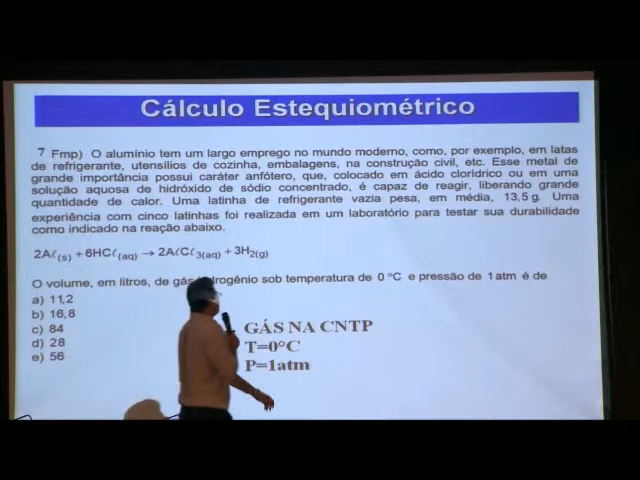 Cálculo Estequiométrico
7 Fmp) O alumínio tem um largo emprego no mundo moderno, como, por exemplo, em latas
de refrigerante, utensílios de cozinha, embalagens, na construção civil, etc. Esse metal de
grande importância possui caráter anfótero, que, colocado em ácido clorídrico ou em uma
solução aquosa de hidróxido de sódio concentrado, é capaz de reagir, liberando grande
quantidade de calor. Uma latinha de refrigerante vazia pesa, em média, 13,5 g. Uma
experiência com cinco latinhas foi realizada em um laboratório para testar sua durabilidade
como indicado na reação abaixo.
2Aℓ(s) + 6HCℓ(aq) → 2AℓCℓ3(aq) + 3H2(g)
O volume, em litros, de gás sob temperatura de 0 °C e pressão de 1 atm é de
a) 11,2
b) 16,8
c) 84
d) 28
e) 56
GÁS NA CNTP
T=0°C
P=1atm